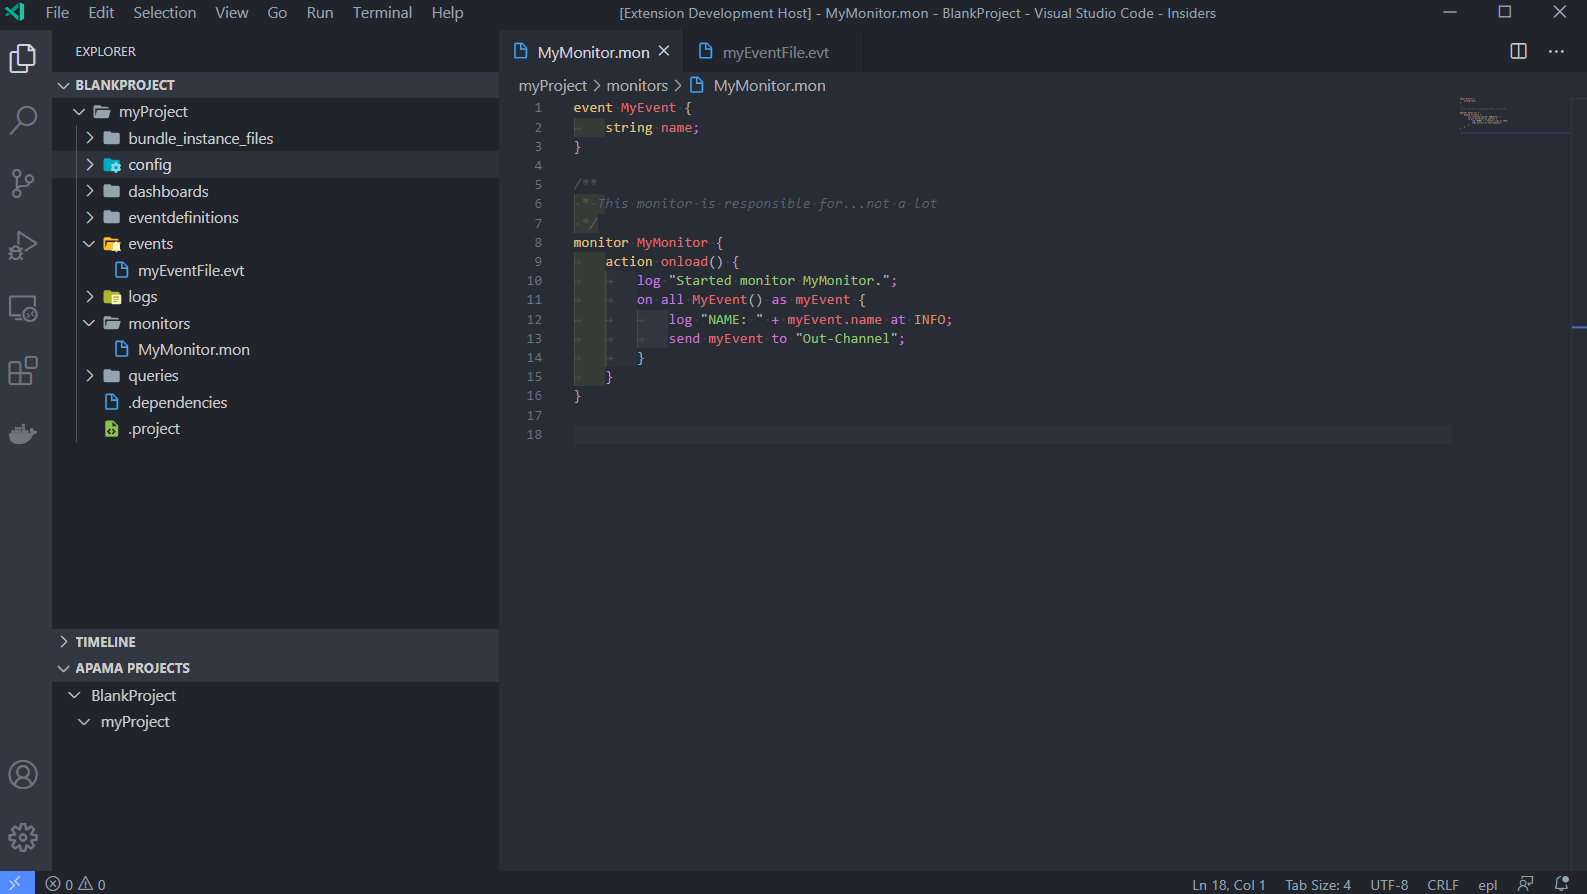 File Edit Selection View Go Run Terminal Help
[Extension Development Host] - MyMonitor.mon - BlankProject - Visual Studio Code - Insiders
EXPLORER
BLANKPROJECT
myProject
bundle_instance_files
config
dashboards
eventdefinitions
events
myEventFile.evt
logs
monitors
MyMonitor.mon
queries
.dependencies
.project
TIMELINE
APAMA PROJECTS
BlankProject
myProject
MyMonitor.mon myEventFile.evt
myProject > monitors > MyMonitor.mon
1 event MyEvent {
2 string name;
3 }
4
5 /**
6 * This monitor is responsible for...not a lot
7 */
8 monitor MyMonitor {
9 action onload() {
10 log "Started monitor MyMonitor.";
11 on all MyEvent() as myEvent {
12 log "NAME: " + myEvent.name at INFO;
13 send myEvent to "Out-Channel";
14 }
15 }
16 }
17
18
0 0
Ln 18, Col 1 Tab Size: 4 UTF-8 CRLF epl